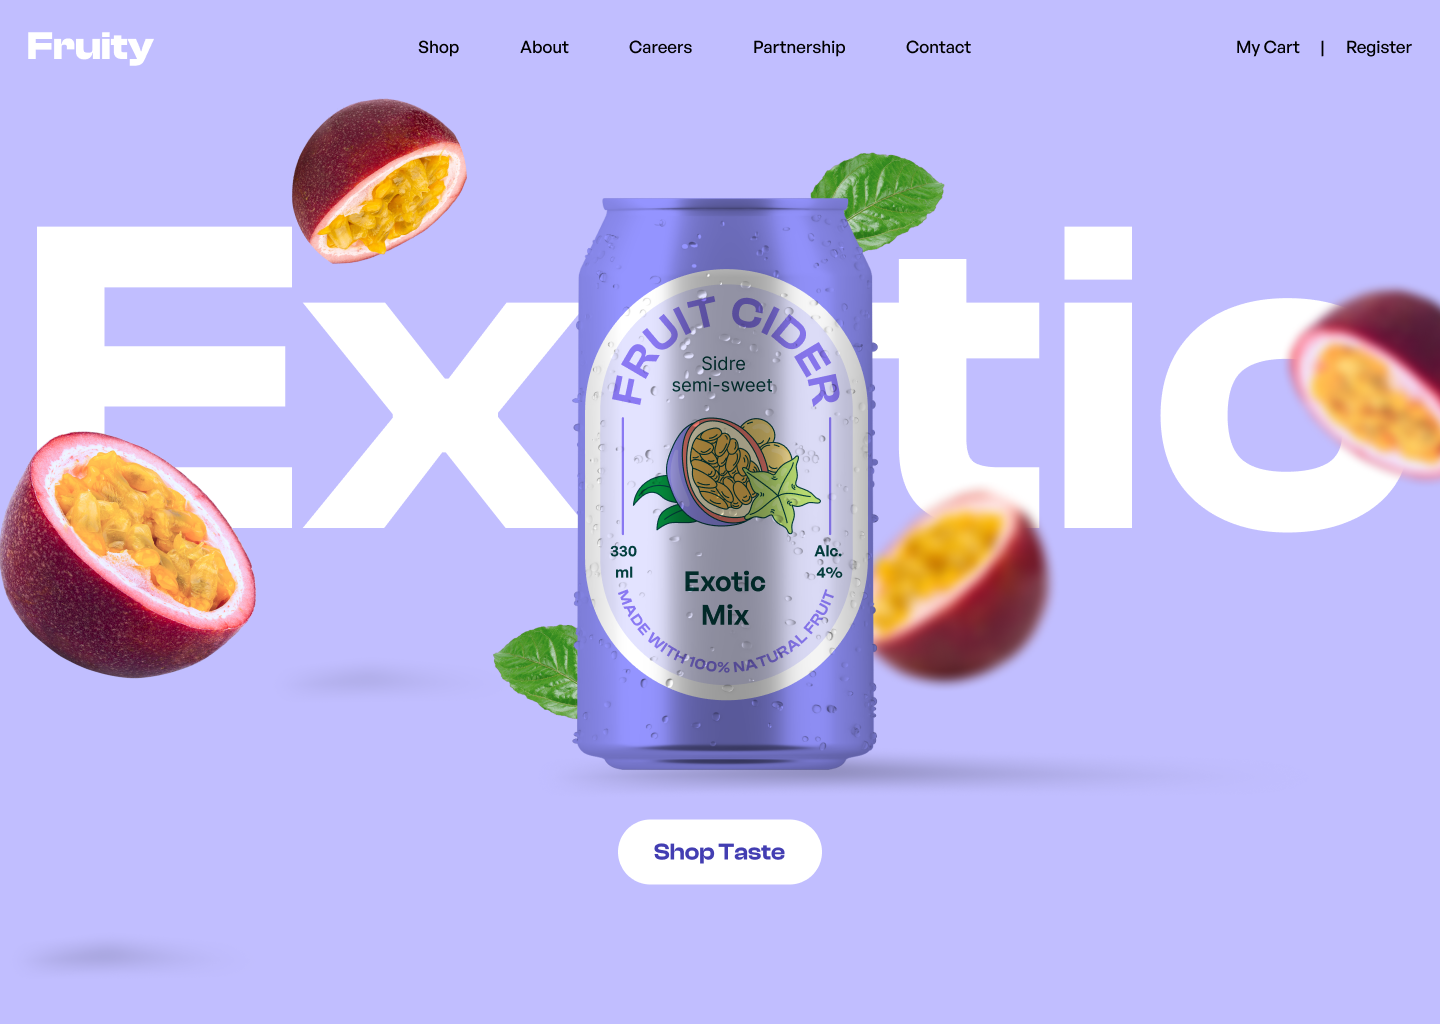 Fruity
Shop
About
Careers
Partnership
Contact
My Cart | Register
Exotic
FRUIT CIDER
Sidre
semi-sweet
330
ml
Alc.
4%
Exotic
Mix
MADE WITH 100% NATURAL FRUIT
Shop Taste